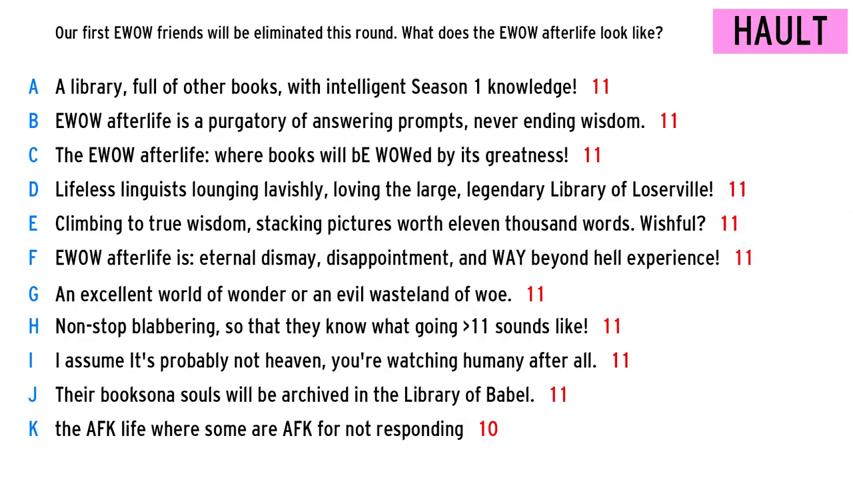 Our first EWOW friends will be eliminated this round. What does the EWOW afterlife look like?
HAULT
A A library, full of other books, with intelligent Season 1 knowledge! 11
B EWOW afterlife is a purgatory of answering prompts, never ending wisdom. 11
C The EWOW afterlife: where books will bE WOWed by its greatness! 11
D Lifeless linguists lounging lavishly, loving the large, legendary Library of Loserville! 11
E Climbing to true wisdom, stacking pictures worth eleven thousand words. Wishful? 11
F EWOW afterlife is: eternal dismay, disappointment, and WAY beyond hell experience! 11
G An excellent world of wonder or an evil wasteland of woe. 11
H Non-stop blabbering, so that they know what going >11 sounds like! 11
I I assume It's probably not heaven, you're watching humany after all. 11
J Their booksona souls will be archived in the Library of Babel. 11
K the AFK life where some are AFK for not responding 10